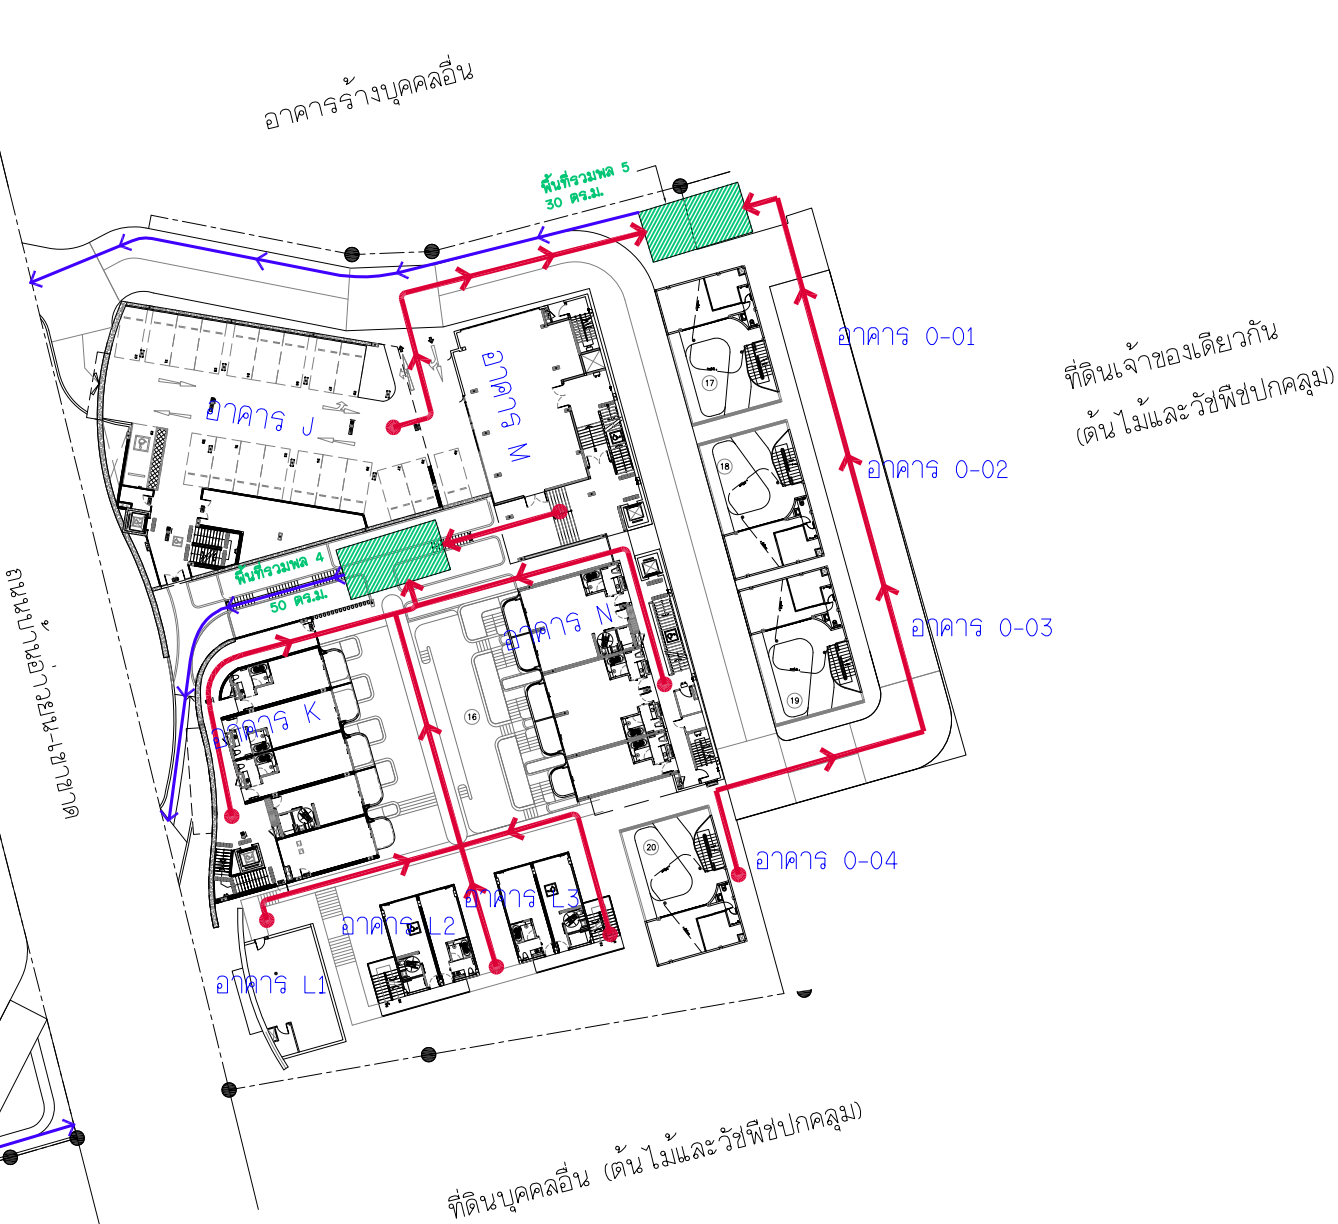 อาคารร้างบุคคลอื่น
พื้นที่รวมพล 5
30 ตร.ม.
อาคาร O-01
ที่ดินเจ้าของเดียวกัน
(ต้นไม้และวัชพืชปกคลุม)
อาคาร M
17
อาคาร J
18
อาคาร O-02
พื้นที่รวมพล 4
50 ตร.ม.
อาคาร N
อาคาร O-03
19
16
อาคาร K
20
อาคาร O-04
อาคาร L3
อาคาร L2
อาคาร L1
ที่ดินบุคคลอื่น (ต้นไม้และวัชพืชปกคลุม)